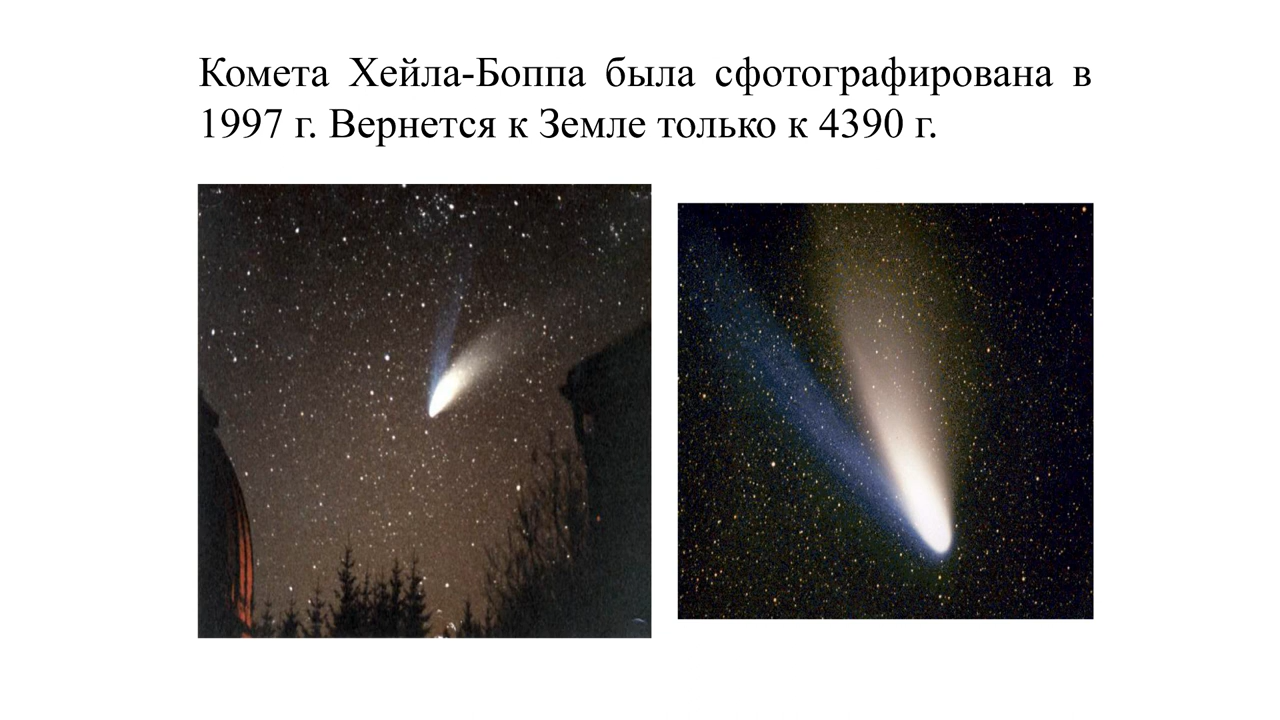 Комета Хейла-Боппа была сфотографирована в
1997 г. Вернется к Земле только к 4390 г.